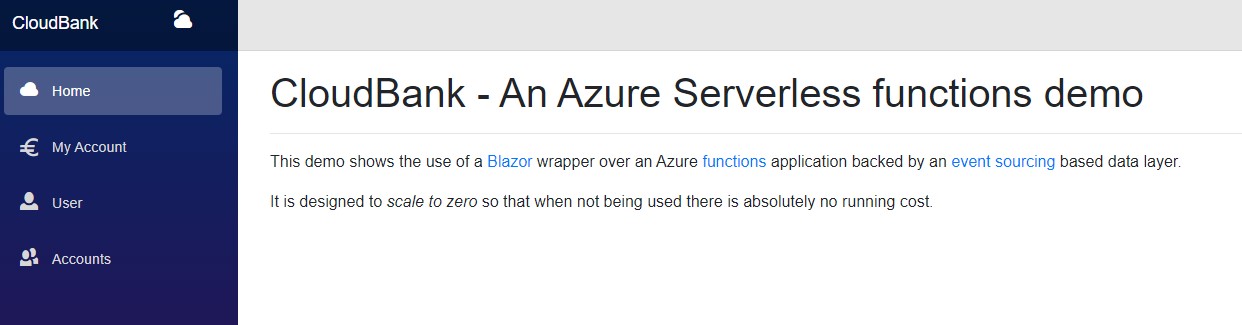 CloudBank
Home
My Account
User
Accounts
CloudBank - An Azure Serverless functions demo
This demo shows the use of a Blazor wrapper over an Azure functions application backed by an event sourcing based data layer.
It is designed to scale to zero so that when not being used there is absolutely no running cost.